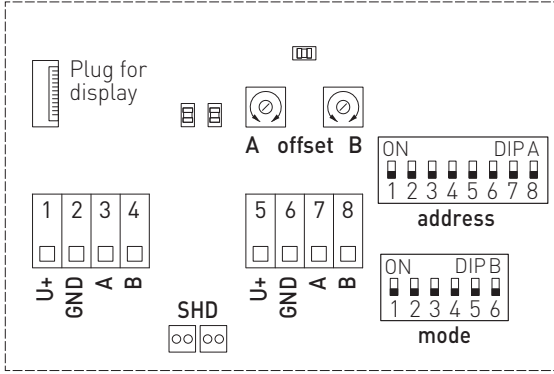 Plug for
display
A offset B
ON DIP A
1 2 3 4 5 6 7 8
address
1 2 3 4
U+ GND A B
5 6 7 8
U+ GND A B
SHD
ON DIP B
1 2 3 4 5 6
mode